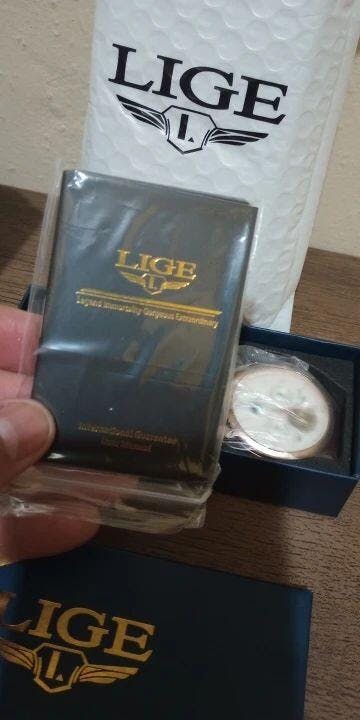 LIGE
L
LIGE
L
Legend Immortality Gorgeous Extraordinary
International Guarantee
User Manual
LIGE
L